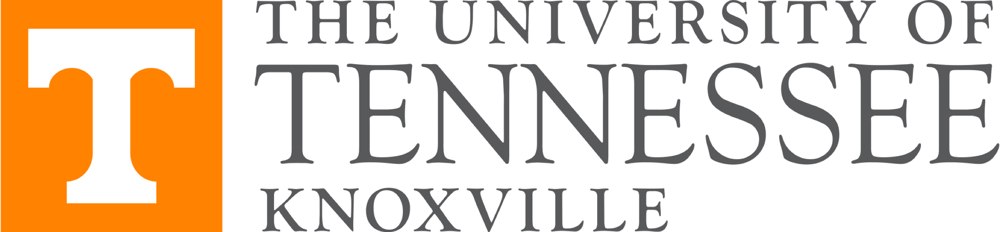 T
THE UNIVERSITY OF
TENNESSEE
KNOXVILLE